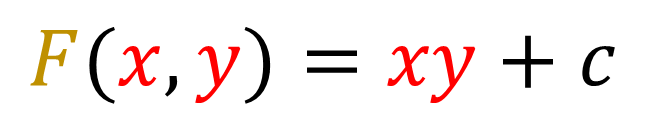 F(x, y) = xy + c